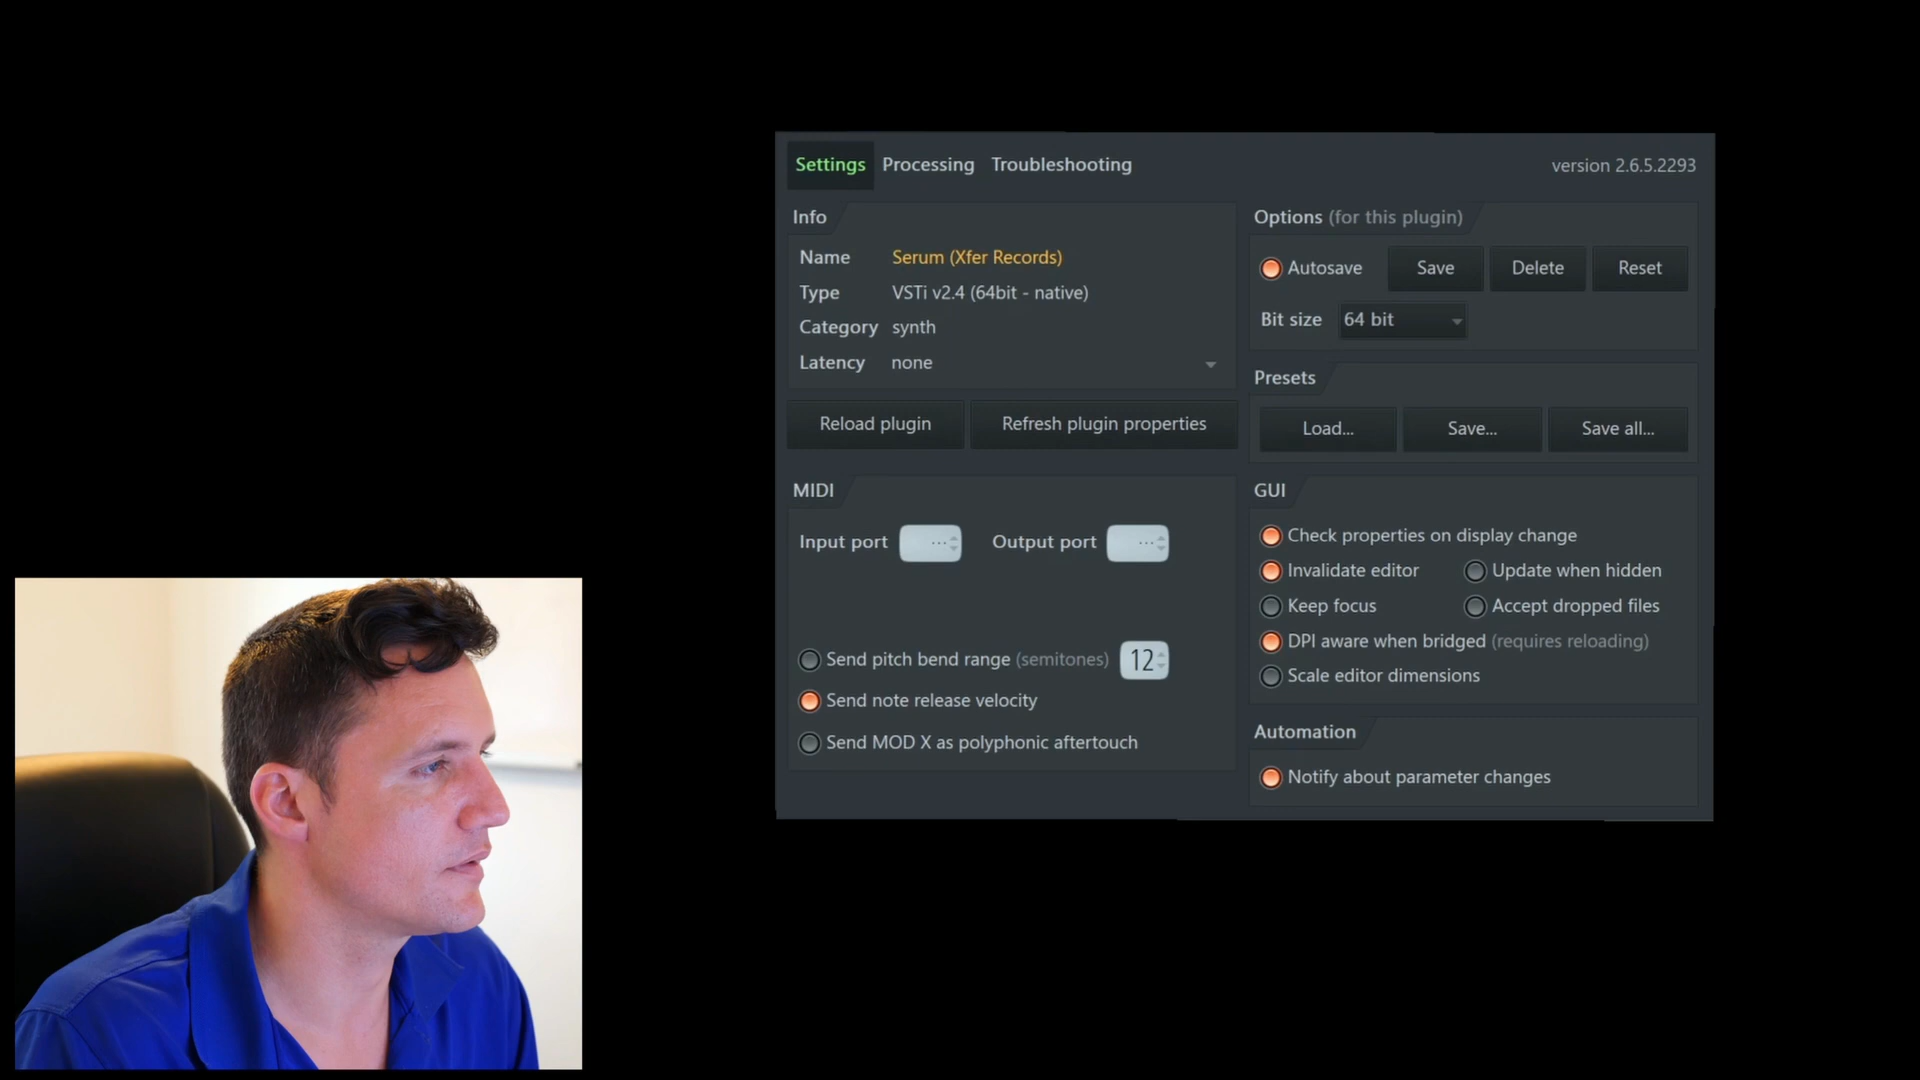 Settings Processing Troubleshooting version 2.6.5.2293
Info
Name Serum (Xfer Records)
Type VSTi v2.4 (64bit - native)
Category synth
Latency none
Reload plugin Refresh plugin properties
MIDI
Input port ... Output port ...
Send pitch bend range (semitones) 12
Send note release velocity
Send MOD X as polyphonic aftertouch
Options (for this plugin)
Autosave Save Delete Reset
Bit size 64 bit
Presets
Load... Save... Save all...
GUI
Check properties on display change
Invalidate editor Update when hidden
Keep focus Accept dropped files
DPI aware when bridged (requires reloading)
Scale editor dimensions
Automation
Notify about parameter changes